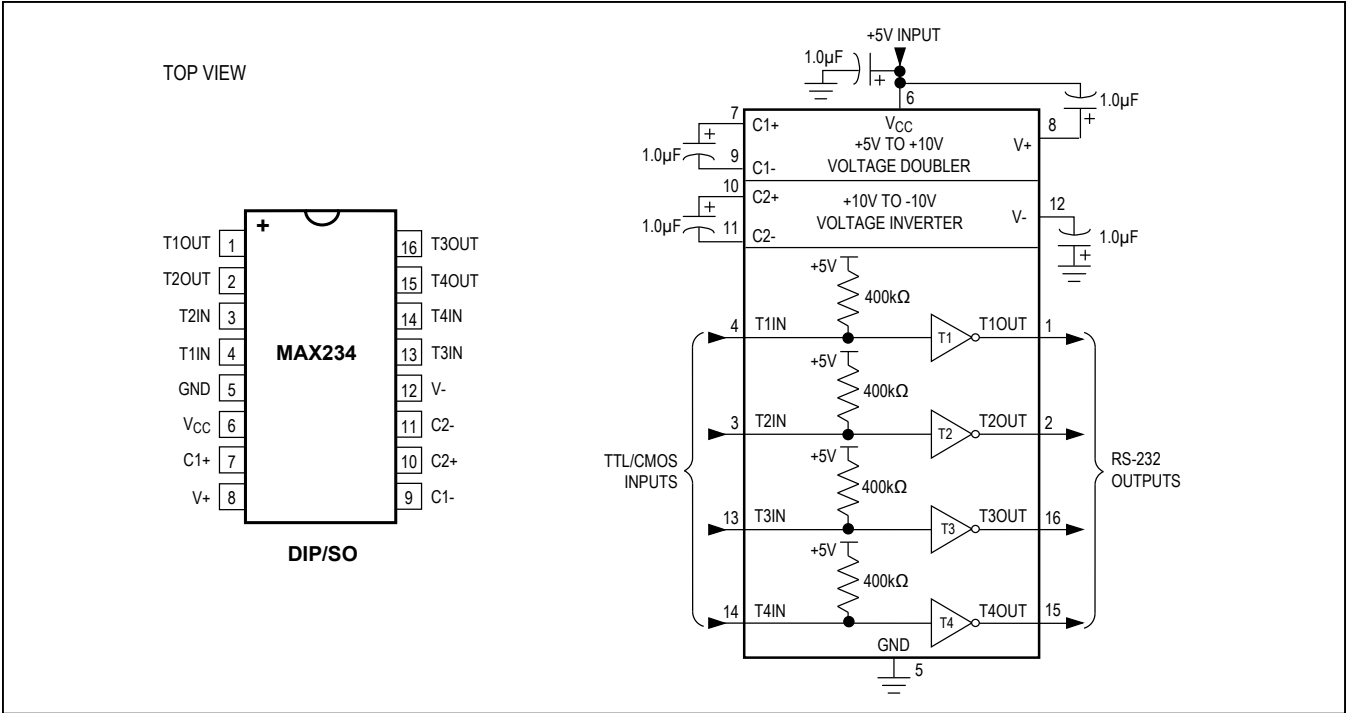 TOP VIEW
+
T1OUT 1
T2OUT 2
T2IN 3
T1IN 4
GND 5
VCC 6
C1+ 7
V+ 8
MAX234
16 T3OUT
15 T4OUT
14 T4IN
13 T3IN
12 V-
11 C2-
10 C2+
9 C1-
DIP/SO
+5V INPUT
1.0µF
+
6
1.0µF
+
7
C1+
VCC
+5V TO +10V
VOLTAGE DOUBLER
V+
8
+
1.0µF
9
C1-
10
C2+
+10V TO -10V
VOLTAGE INVERTER
V-
12
+
1.0µF
11
C2-
1.0µF
+
+5V
400kΩ
4 T1IN T1 T1OUT 1
+5V
400kΩ
3 T2IN T2 T2OUT 2
+5V
400kΩ
TTL/CMOS
INPUTS
RS-232
OUTPUTS
13 T3IN T3 T3OUT 16
+5V
400kΩ
14 T4IN T4 T4OUT 15
GND
5